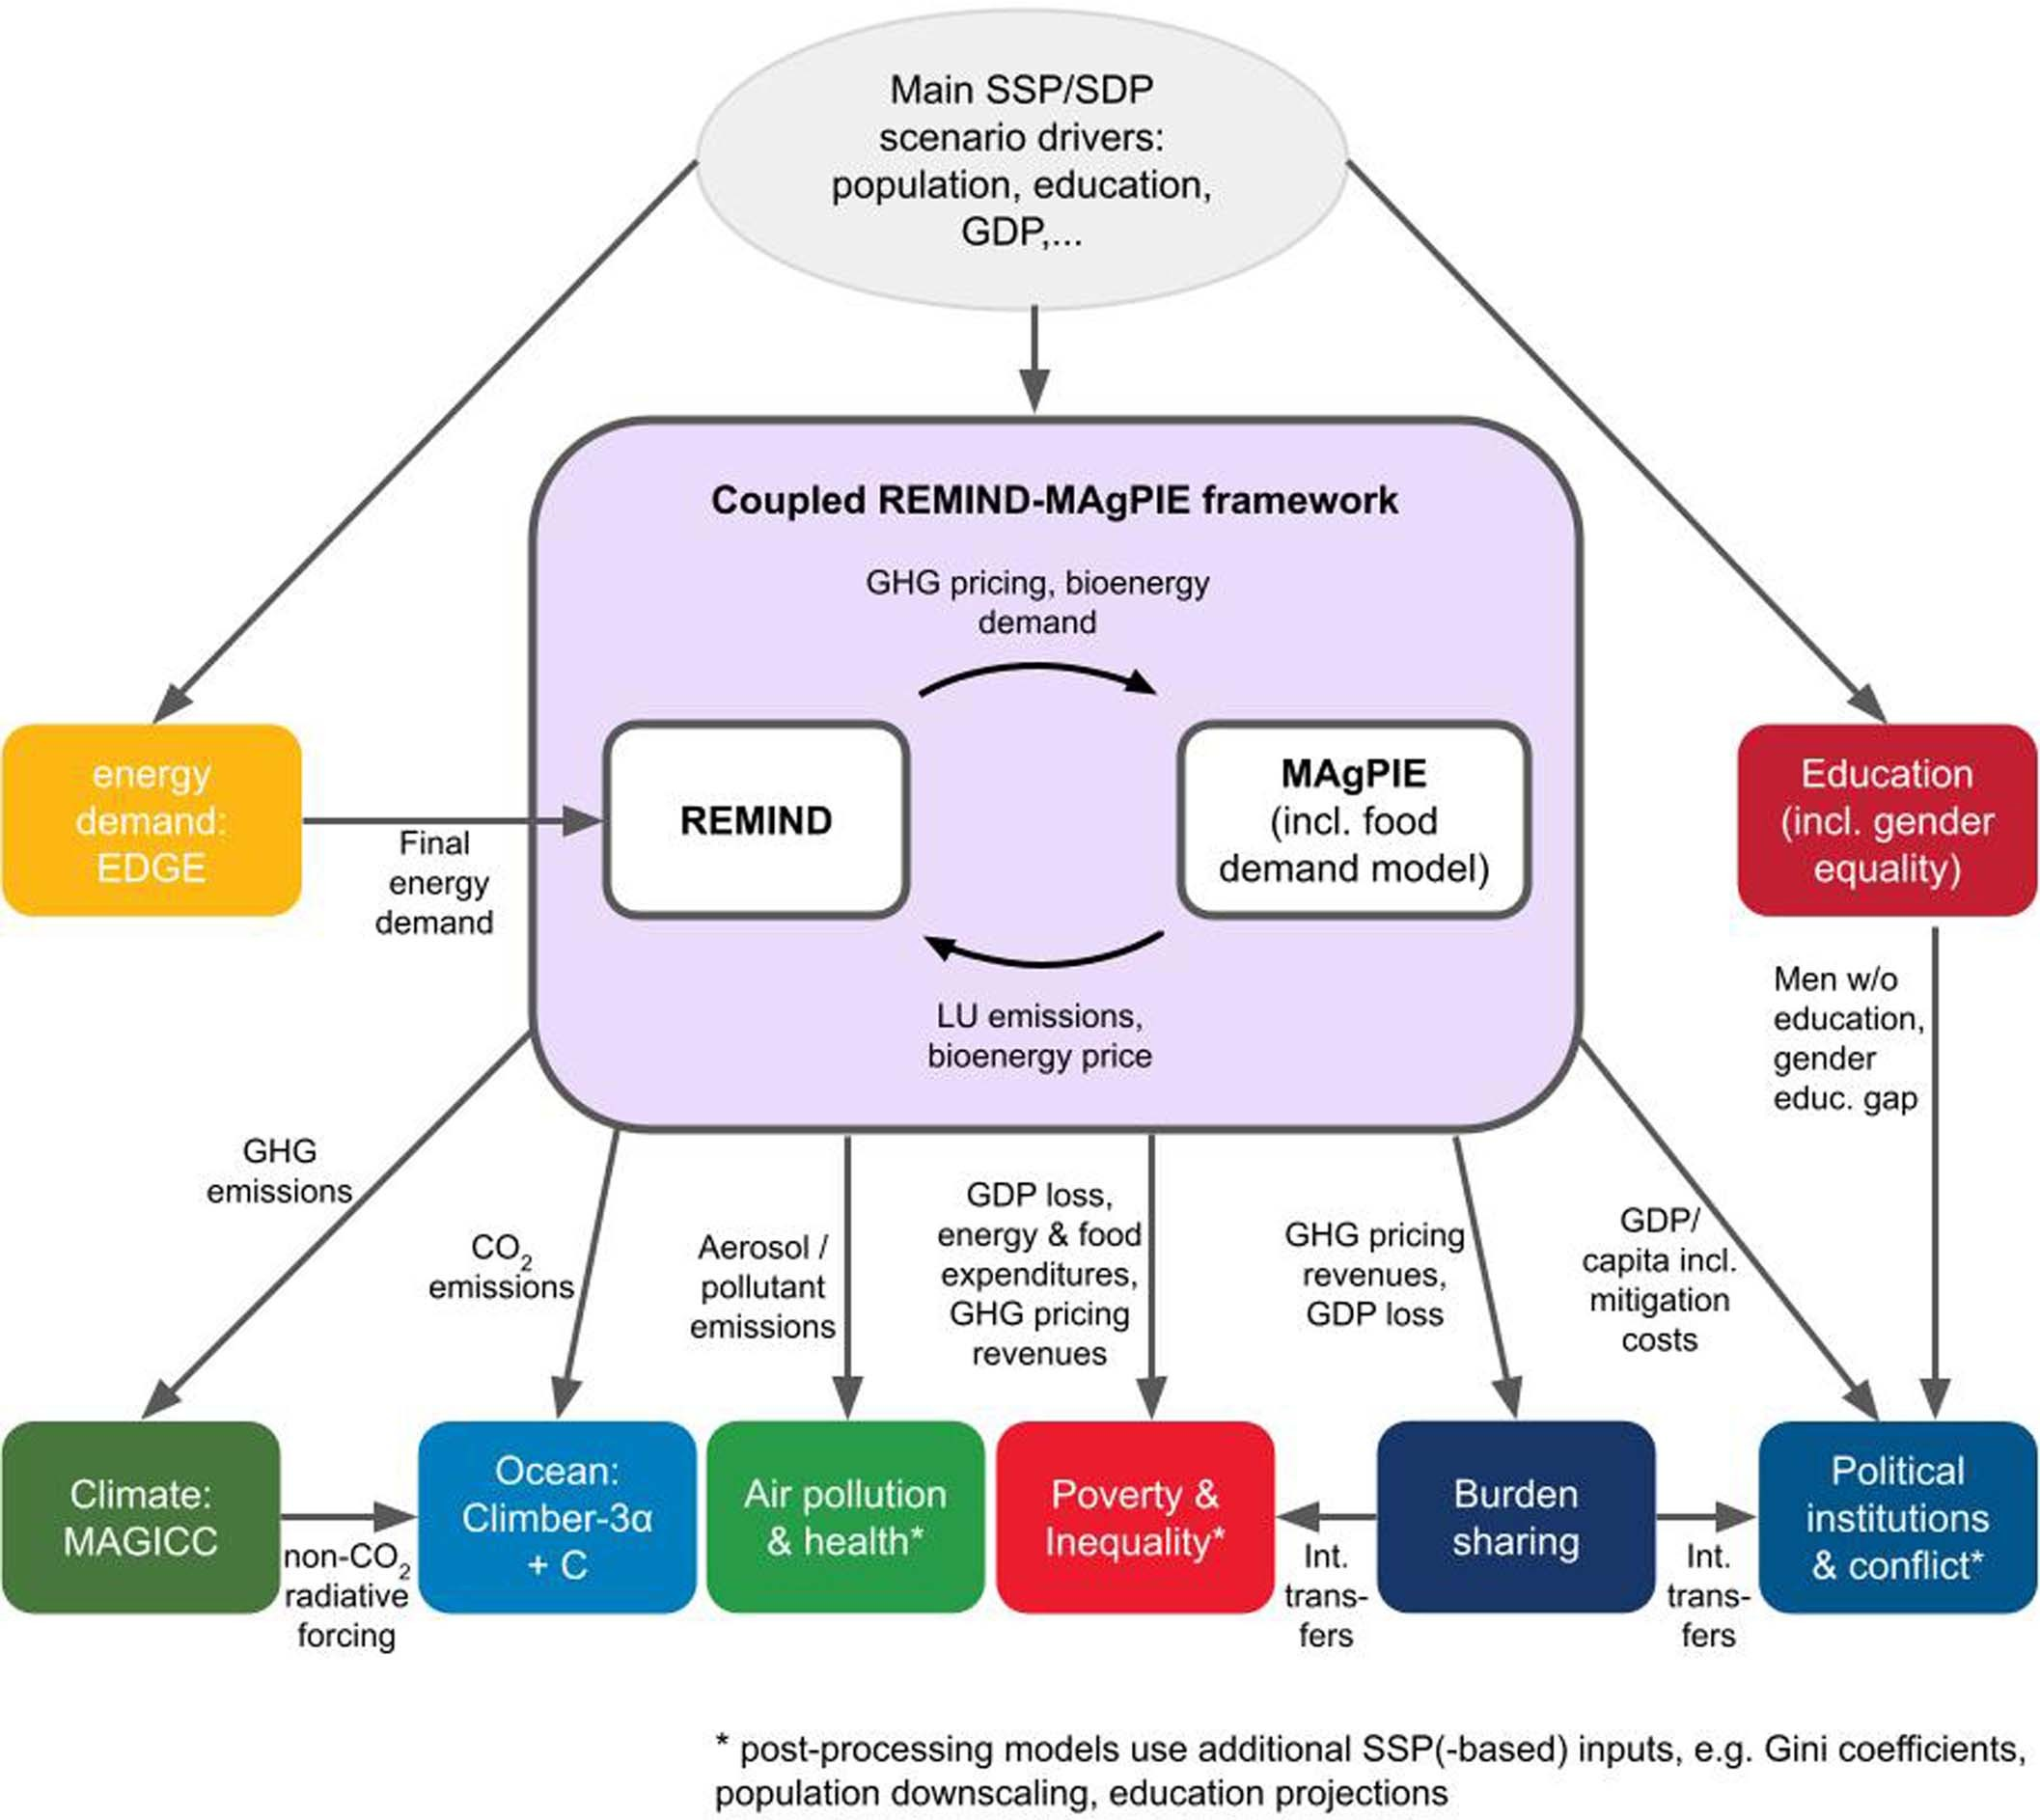 Main SSP/SDP
scenario drivers:
population, education,
GDP,...
Coupled REMIND-MAgPIE framework
GHG pricing, bioenergy
demand
energy
demand:
EDGE
Final
energy
demand
REMIND
MAgPIE
(incl. food
demand model)
Education
(incl. gender
equality)
LU emissions,
bioenergy price
Men w/o
education,
gender
educ. gap
GHG
emissions
CO₂
emissions
Aerosol /
pollutant
emissions
GDP loss,
energy & food
expenditures,
GHG pricing
revenues
GHG pricing
revenues,
GDP loss
GDP/
capita incl.
mitigation
costs
Climate:
MAGICC
non-CO₂
radiative
forcing
Ocean:
Climber-3α
+ C
Air pollution
& health*
Poverty &
Inequality*
Int.
trans-
fers
Burden
sharing
Int.
trans-
fers
Political
institutions
& conflict*
* post-processing models use additional SSP(-based) inputs, e.g. Gini coefficients,
population downscaling, education projections